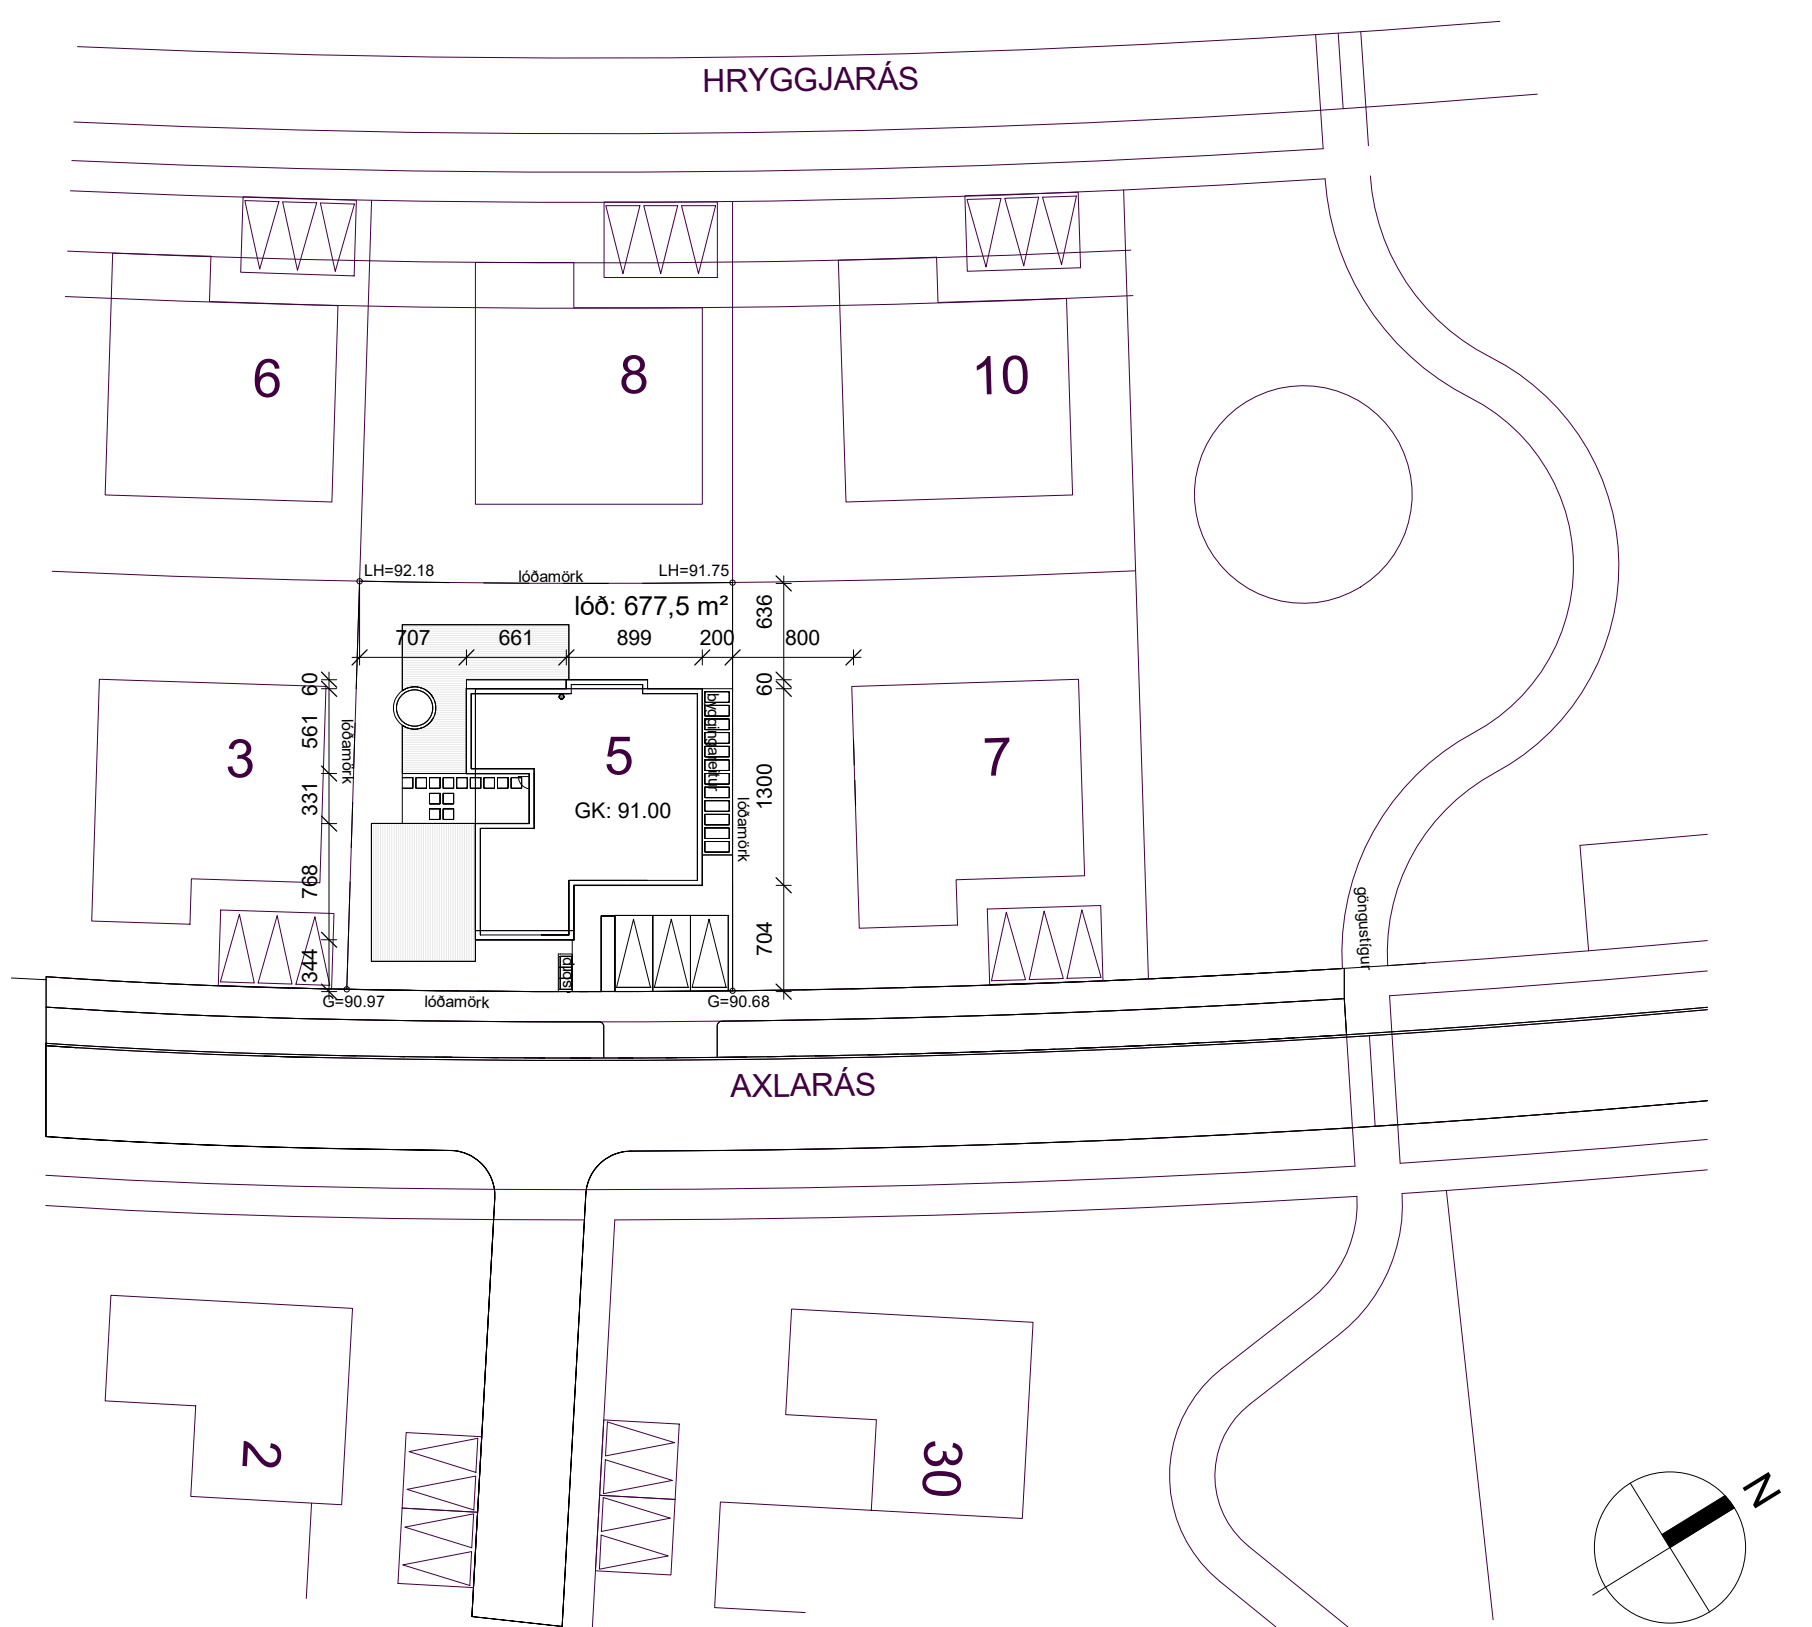 HRYGGJARÁS
6
8
10
LH=92.18
lóðamörk
LH=91.75
lóð: 677,5 m²
707
661
899
200
800
636
60
1300
704
60
561
331
768
344
lóðamörk
byggingareitur
lóðamörk
3
5
GK: 91.00
7
göngustígur
sorp
G=90.97
lóðamörk
G=90.68
AXLARÁS
2
30
N